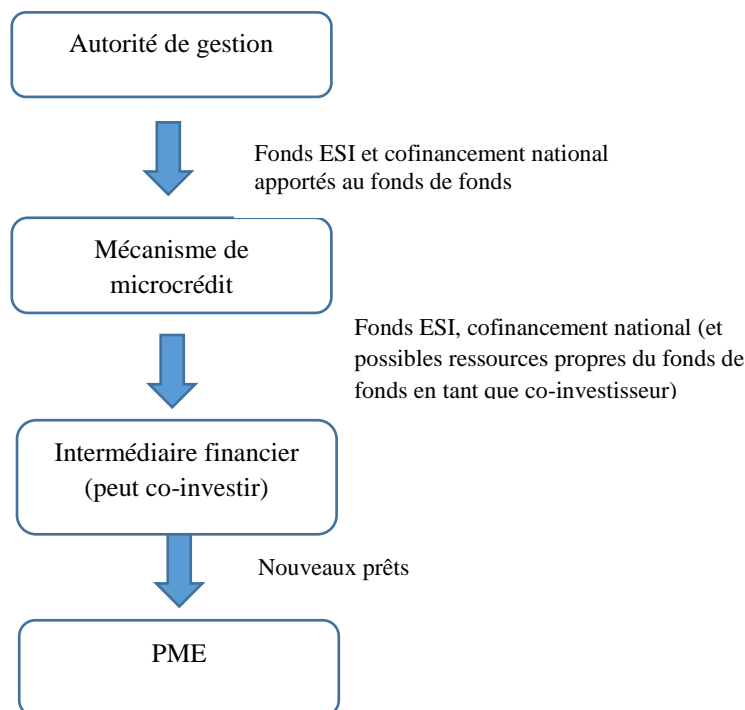 Autorité de gestion
Fonds ESI et cofinancement national
apportés au fonds de fonds
Mécanisme de
microcrédit
Fonds ESI, cofinancement national (et
possibles ressources propres du fonds de
fonds en tant que co-investisseur)
Intermédiaire financier
(peut co-investir)
Nouveaux prêts
PME